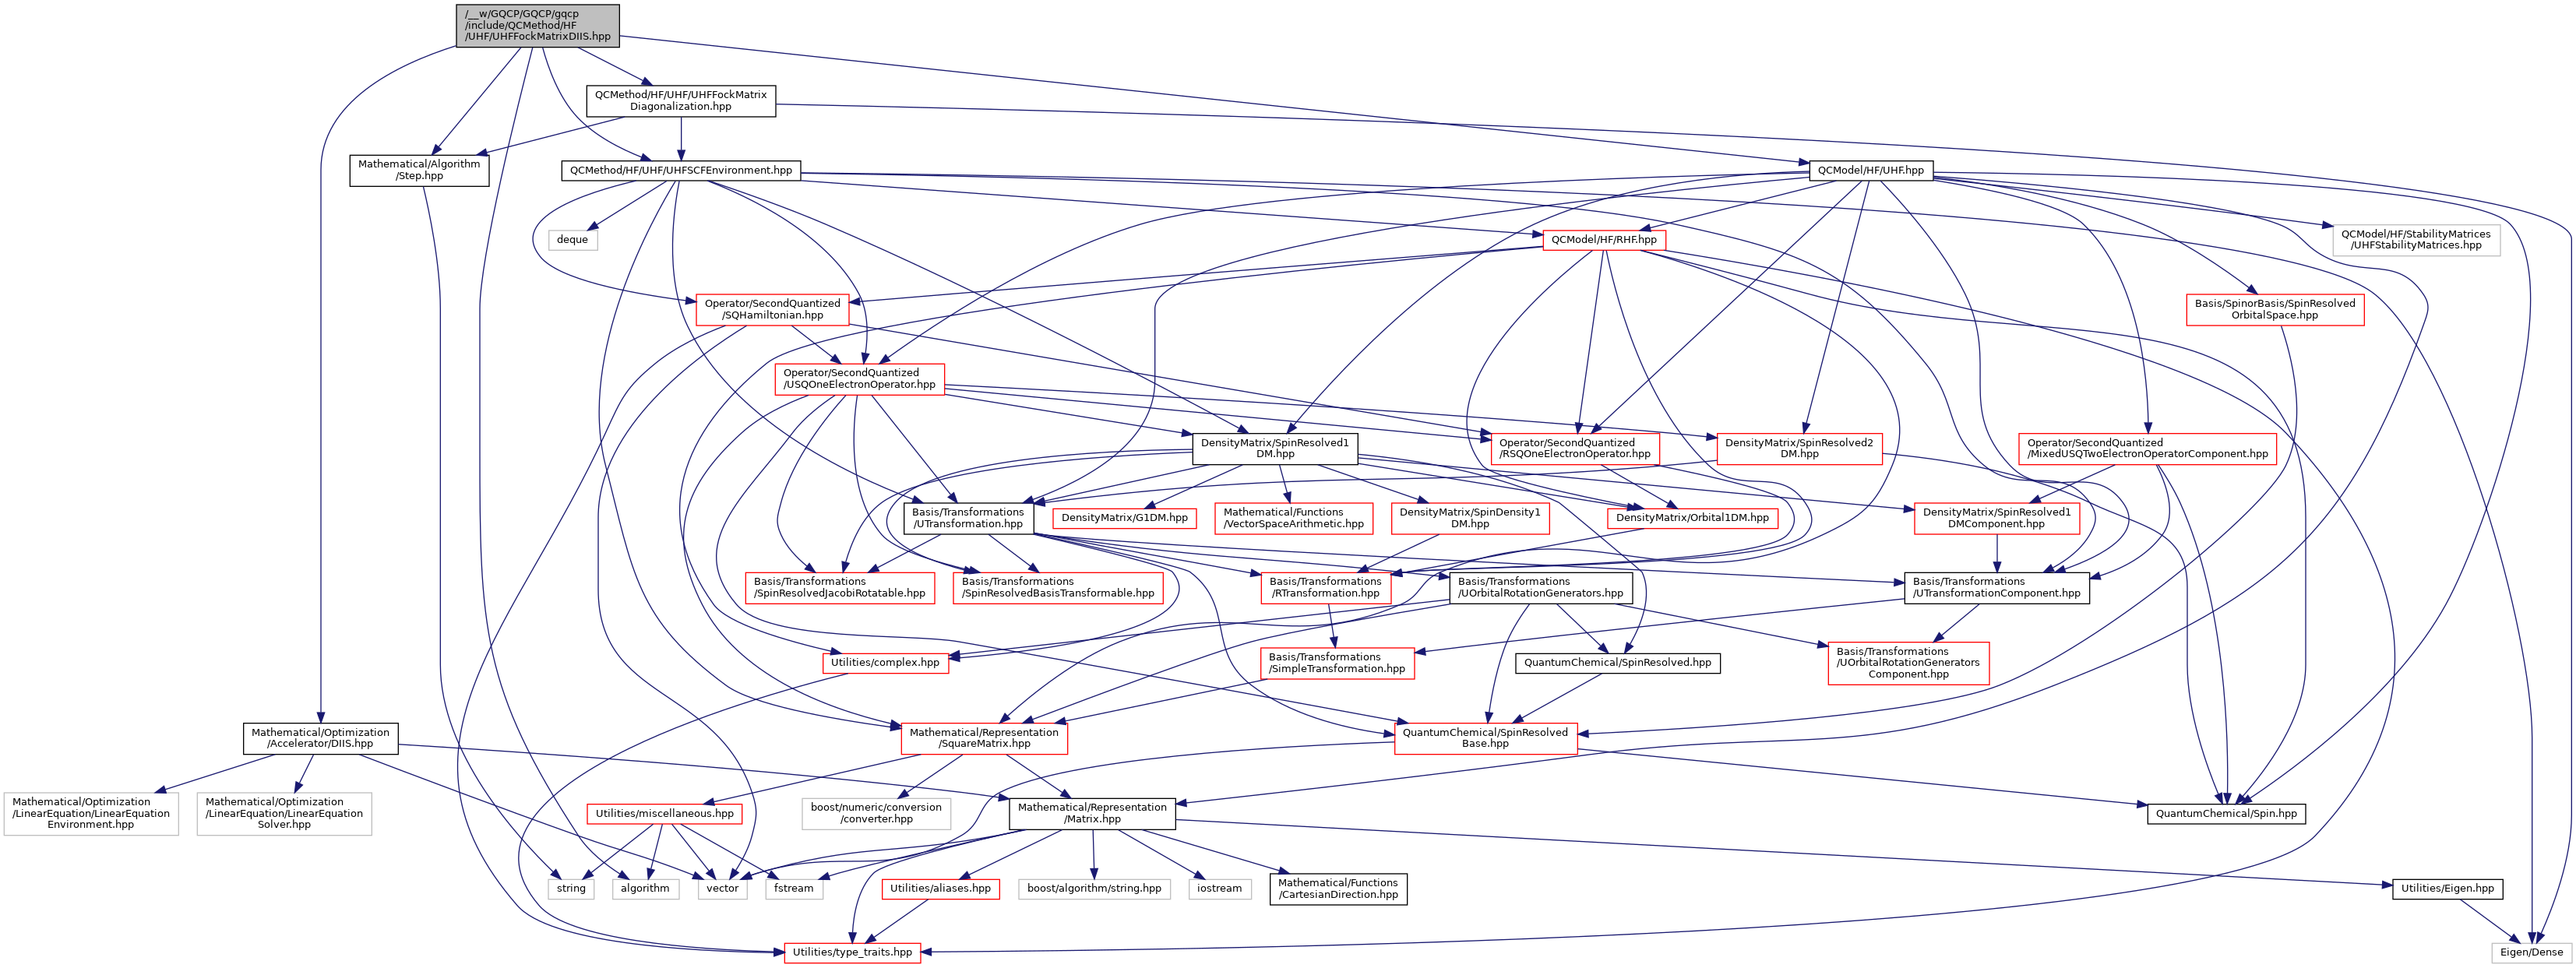 /__w/GQCP/GQCP/gqcp
/include/QCMethod/HF
/UHF/UHFFockMatrixDIIS.hpp
QCMethod/HF/UHF/UHFFockMatrix
Diagonalization.hpp
Mathematical/Algorithm
/Step.hpp
QCMethod/HF/UHF/UHFSCFEnvironment.hpp
QCModel/HF/UHF.hpp
deque
QCModel/HF/RHF.hpp
QCModel/HF/StabilityMatrices
/UHFStabilityMatrices.hpp
Operator/SecondQuantized
/SQHamiltonian.hpp
Basis/SpinorBasis/SpinResolved
OrbitalSpace.hpp
Operator/SecondQuantized
/USQOneElectronOperator.hpp
DensityMatrix/SpinResolved1
DM.hpp
Operator/SecondQuantized
/RSQOneElectronOperator.hpp
DensityMatrix/SpinResolved2
DM.hpp
Operator/SecondQuantized
/MixedUSQTwoElectronOperatorComponent.hpp
Basis/Transformations
/UTransformation.hpp
DensityMatrix/G1DM.hpp
Mathematical/Functions
/VectorSpaceArithmetic.hpp
DensityMatrix/SpinDensity1
DM.hpp
DensityMatrix/Orbital1DM.hpp
DensityMatrix/SpinResolved1
DMComponent.hpp
Basis/Transformations
/SpinResolvedJacobiRotatable.hpp
Basis/Transformations
/SpinResolvedBasisTransformable.hpp
Basis/Transformations
/RTransformation.hpp
Basis/Transformations
/UOrbitalRotationGenerators.hpp
Basis/Transformations
/UTransformationComponent.hpp
Utilities/complex.hpp
Basis/Transformations
/SimpleTransformation.hpp
QuantumChemical/SpinResolved.hpp
Basis/Transformations
/UOrbitalRotationGenerators
Component.hpp
Mathematical/Optimization
/Accelerator/DIIS.hpp
Mathematical/Representation
/SquareMatrix.hpp
QuantumChemical/SpinResolved
Base.hpp
Mathematical/Optimization
/LinearEquation/LinearEquation
Environment.hpp
Mathematical/Optimization
/LinearEquation/LinearEquation
Solver.hpp
Utilities/miscellaneous.hpp
boost/numeric/conversion
/converter.hpp
Mathematical/Representation
/Matrix.hpp
QuantumChemical/Spin.hpp
string
algorithm
vector
fstream
Utilities/aliases.hpp
boost/algorithm/string.hpp
iostream
Mathematical/Functions
/CartesianDirection.hpp
Utilities/Eigen.hpp
Utilities/type_traits.hpp
Eigen/Dense